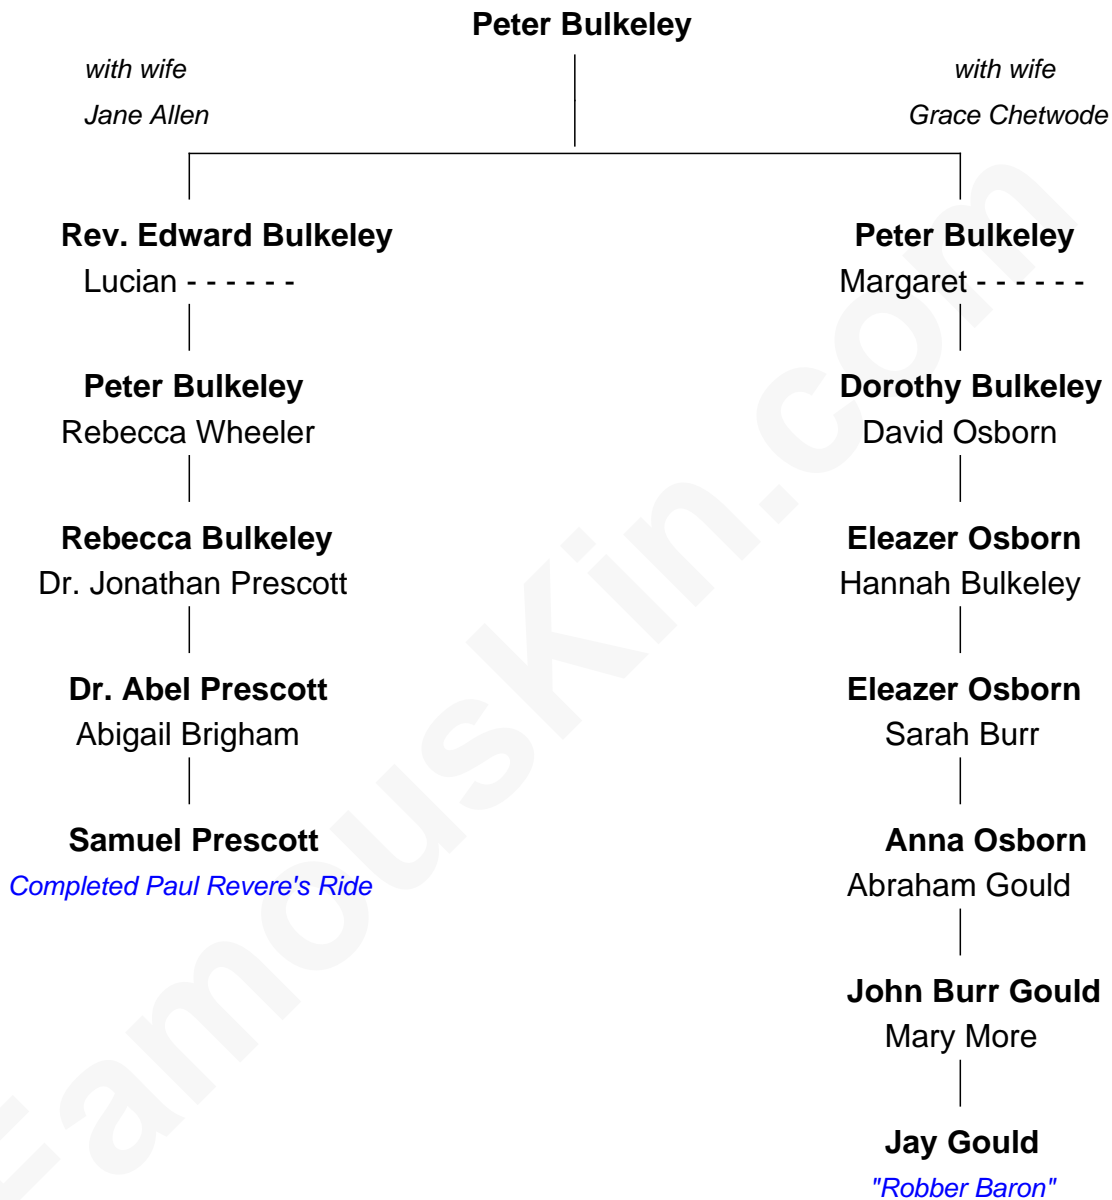 Peter Bulkeley
with wife with wife
Jane Allen Grace Chetwode
Rev. Edward Bulkeley Peter Bulkeley
Lucian - - - - - - Margaret - - - - - -
Peter Bulkeley Dorothy Bulkeley
Rebecca Wheeler David Osborn
Rebecca Bulkeley Eleazer Osborn
Dr. Jonathan Prescott Hannah Bulkeley
Dr. Abel Prescott Eleazer Osborn
Abigail Brigham Sarah Burr
Samuel Prescott Anna Osborn
Completed Paul Revere's Ride Abraham Gould
John Burr Gould
Mary More
Jay Gould
"Robber Baron"
FamousKin.com